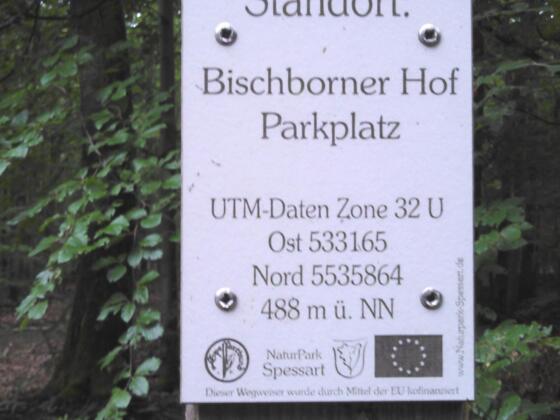 Standort:
Bischborner Hof
Parkplatz
UTM-Daten Zone 32 U
Ost 533165
Nord 5535864
488 m ü. NN
NaturPark
Spessart
www.Naturpark-Spessart.de
Dieser Wegweiser wurde durch Mittel der EU kofinanziert